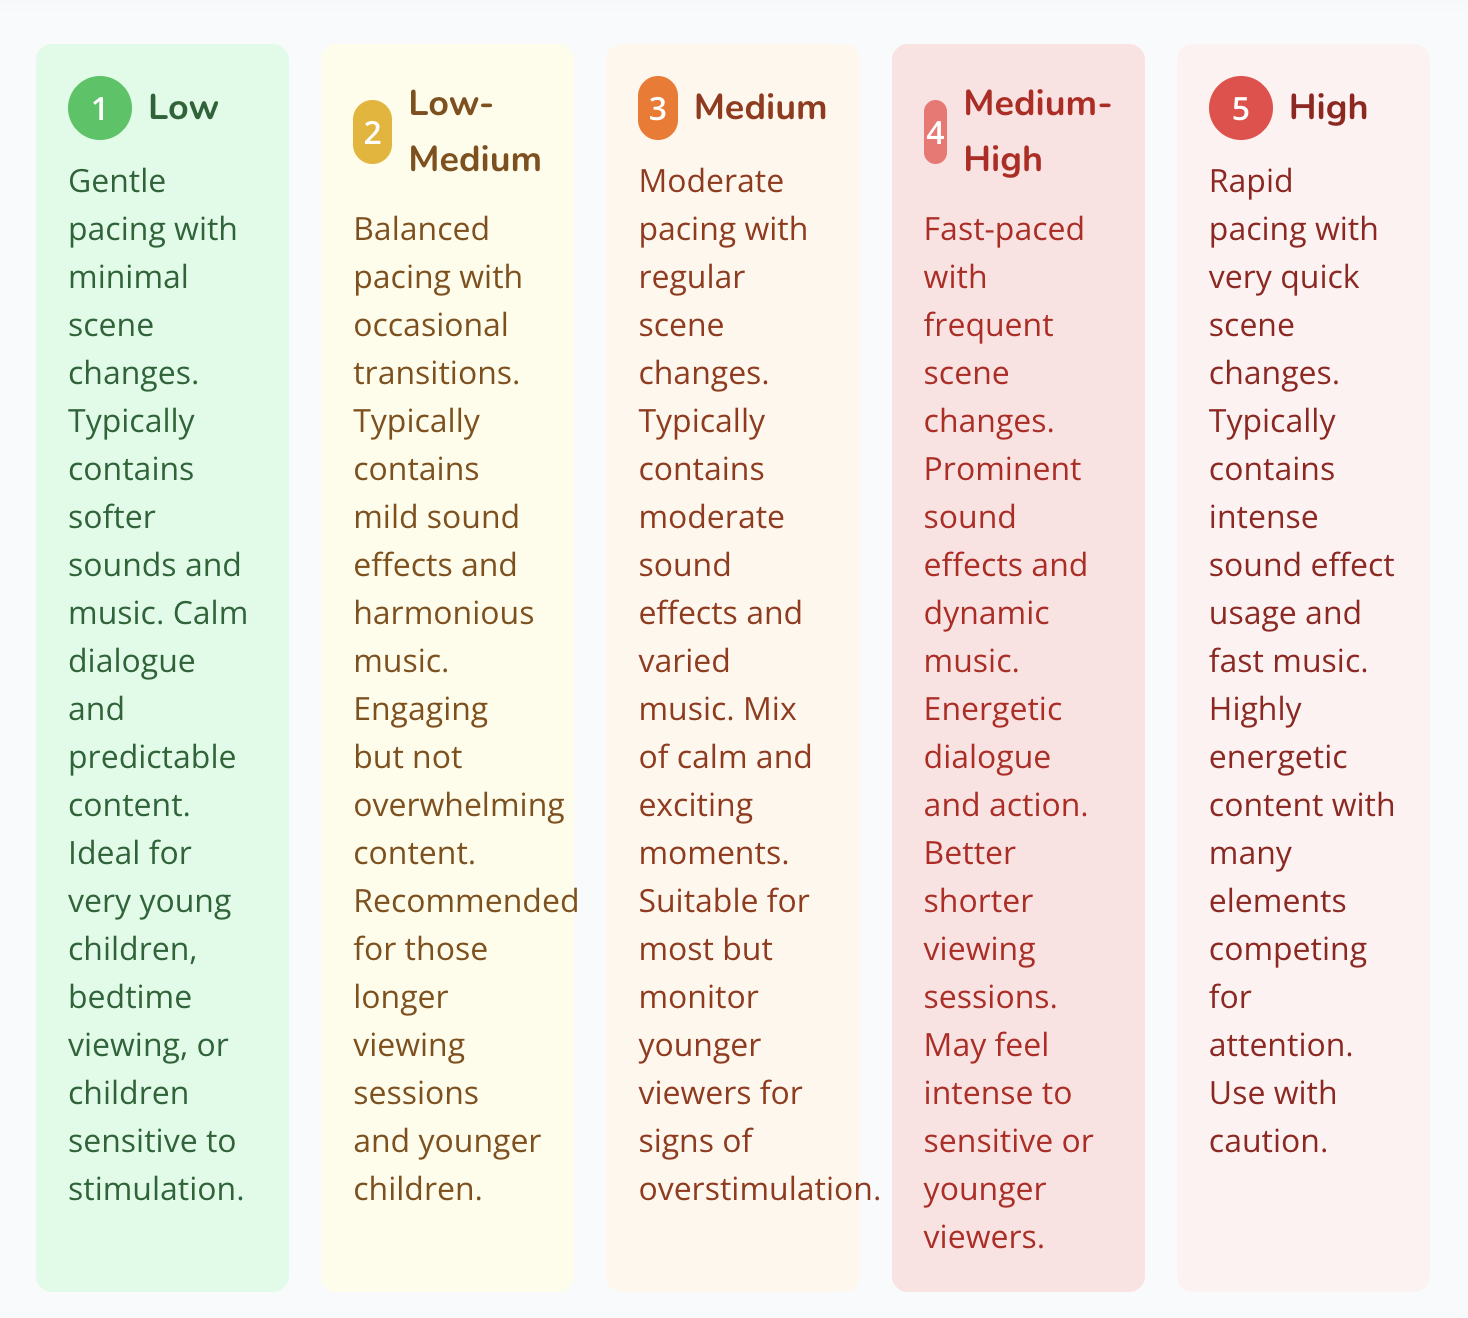 1 Low
Gentle
pacing with
minimal
scene
changes.
Typically
contains
softer
sounds and
music. Calm
dialogue
and
predictable
content.
Ideal for
very young
children,
bedtime
viewing, or
children
sensitive to
stimulation.
2 Low-
Medium
Balanced
pacing with
occasional
transitions.
Typically
contains
mild sound
effects and
harmonious
music.
Engaging
but not
overwhelming
content.
Recommended
for those
longer
viewing
sessions
and younger
children.
3 Medium
Moderate
pacing with
regular
scene
changes.
Typically
contains
moderate
sound
effects and
varied
music. Mix
of calm and
exciting
moments.
Suitable for
most but
monitor
younger
viewers for
signs of
overstimulation.
4 Medium-
High
Fast-paced
with
frequent
scene
changes.
Prominent
sound
effects and
dynamic
music.
Energetic
dialogue
and action.
Better
shorter
viewing
sessions.
May feel
intense to
sensitive or
younger
viewers.
5 High
Rapid
pacing with
very quick
scene
changes.
Typically
contains
intense
sound effect
usage and
fast music.
Highly
energetic
content with
many
elements
competing
for
attention.
Use with
caution.